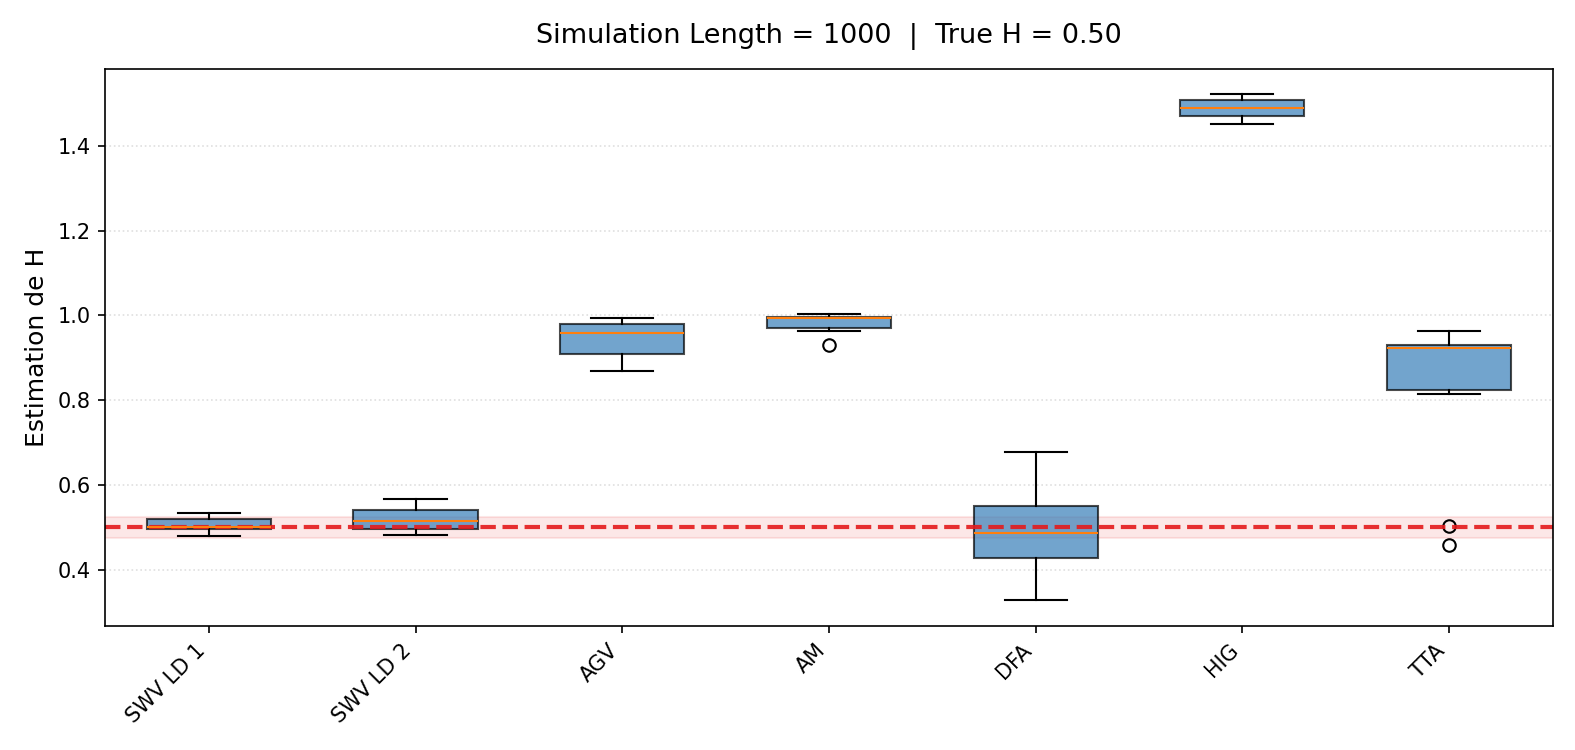 Simulation Length = 1000 | True H = 0.50
Estimation de H
1.4
1.2
1.0
0.8
0.6
0.4
SWV LD 1
SWV LD 2
AGV
AM
DFA
HIG
TTA